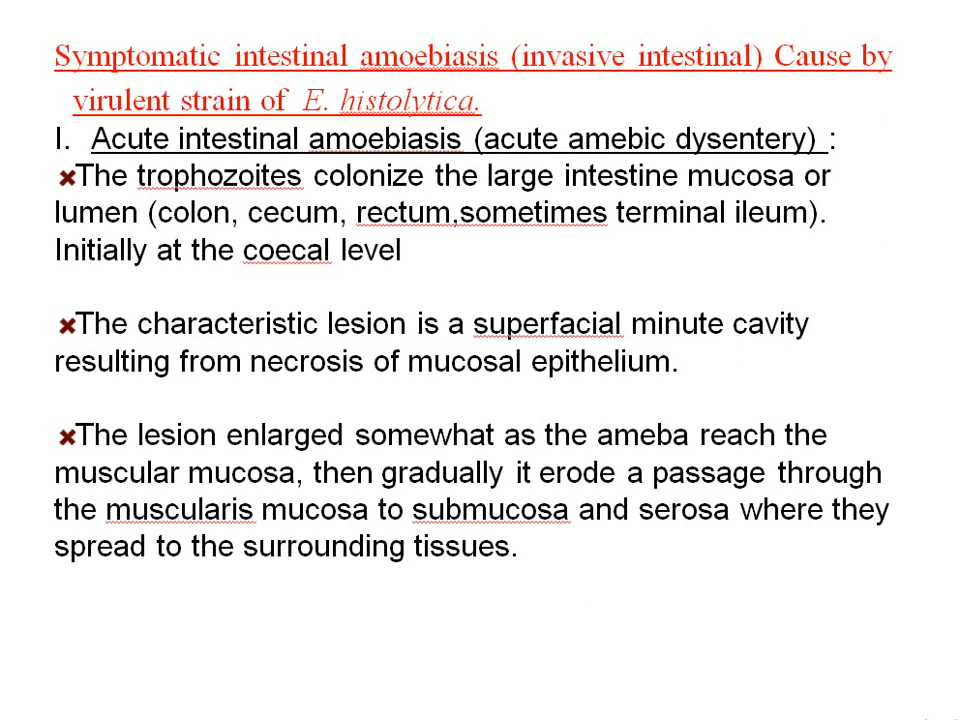 Symptomatic intestinal amoebiasis (invasive intestinal) Cause by
virulent strain of E. histolytica.
I. Acute intestinal amoebiasis (acute amebic dysentery) :
The trophozoites colonize the large intestine mucosa or
lumen (colon, cecum, rectum,sometimes terminal ileum).
Initially at the coecal level
The characteristic lesion is a superfacial minute cavity
resulting from necrosis of mucosal epithelium.
The lesion enlarged somewhat as the ameba reach the
muscular mucosa, then gradually it erode a passage through
the muscularis mucosa to submucosa and serosa where they
spread to the surrounding tissues.